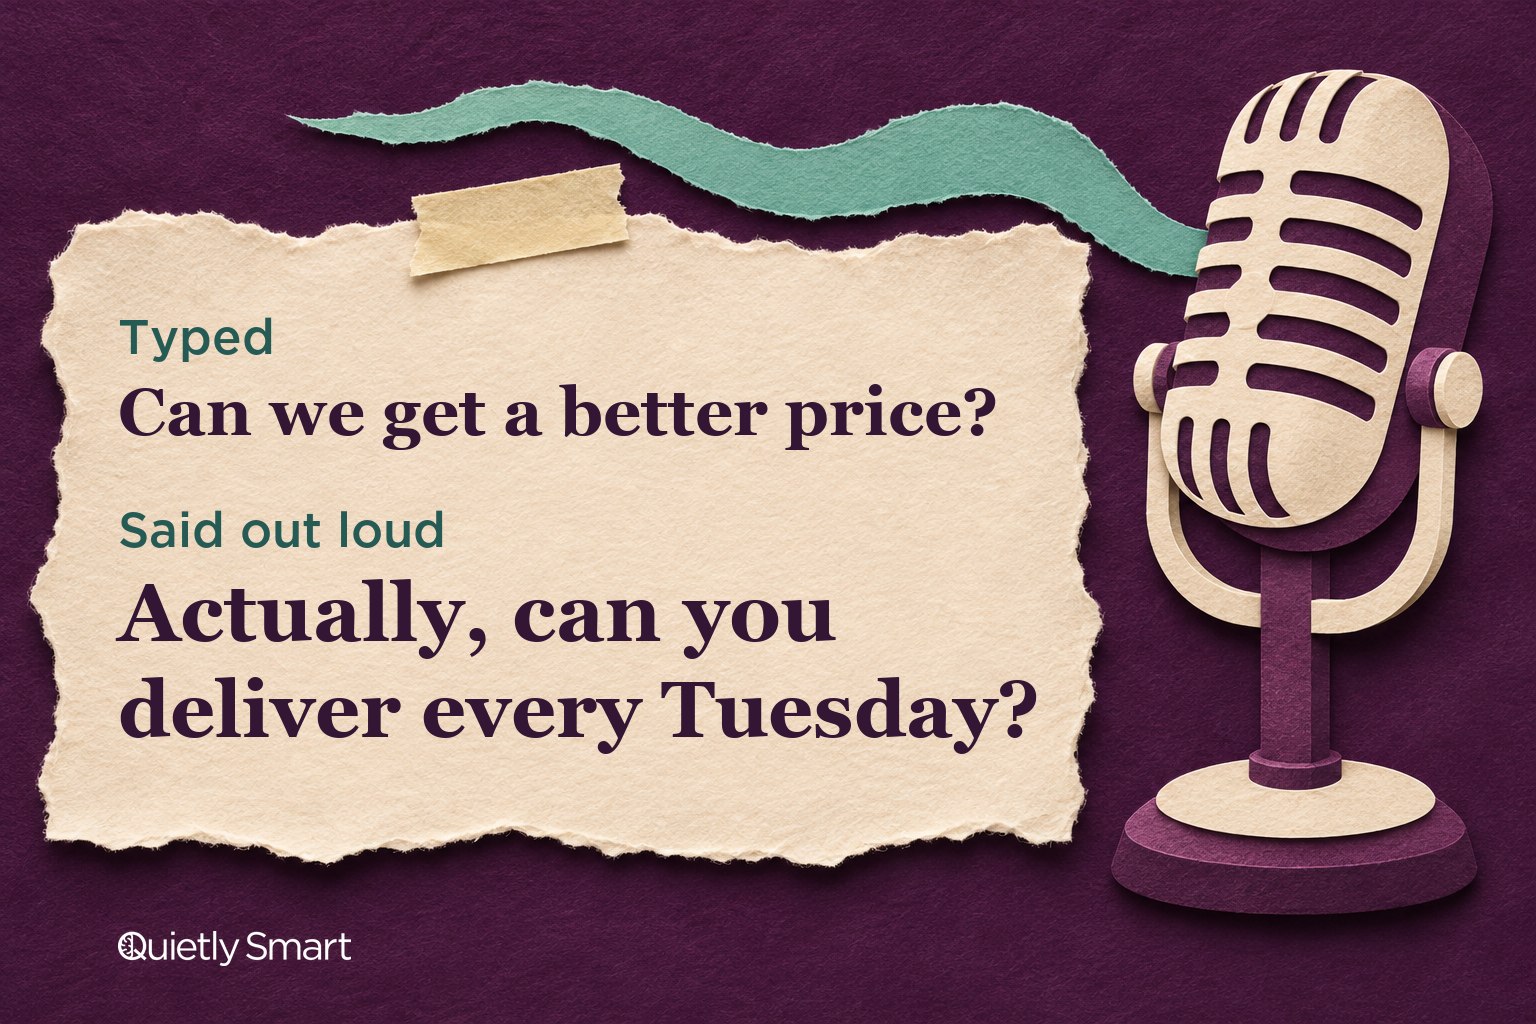 Typed
Can we get a better price?
Said out loud
Actually, can you
deliver every Tuesday?
Quietly Smart